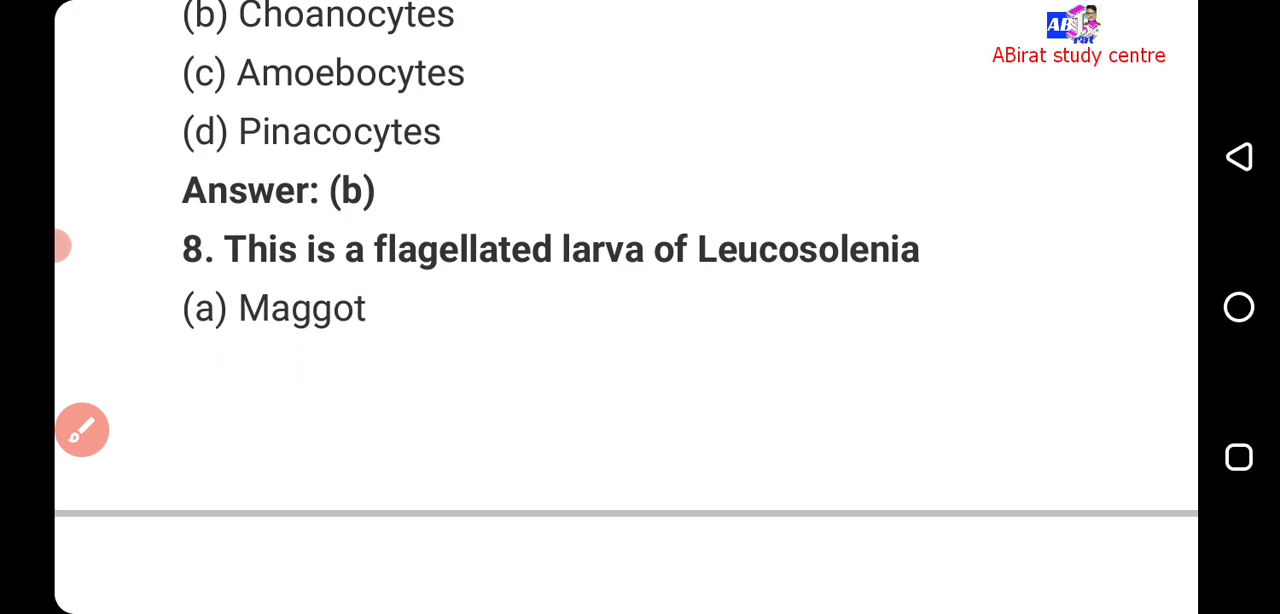 (b) Choanocytes
(c) Amoebocytes
(d) Pinacocytes
Answer: (b)
8. This is a flagellated larva of Leucosolenia
(a) Maggot
ABirat study centre